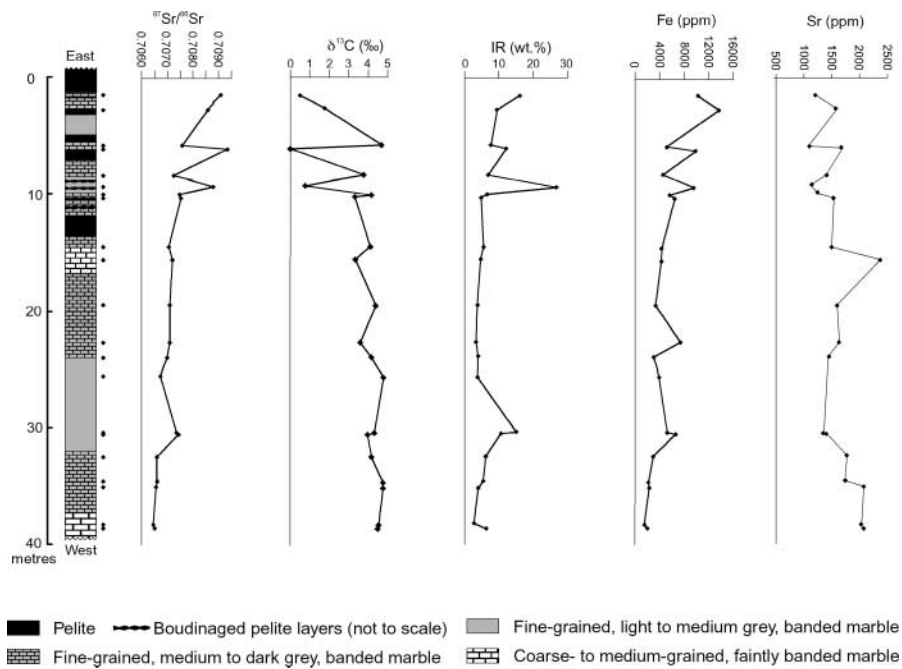 ⁸⁷Sr/⁸⁶Sr
δ¹³C (‰)
IR (wt.%)
Fe (ppm)
Sr (ppm)
East
0.7060
0.7070
0.7080
0.7090
0 1 2 3 4 5
0 10 20 30
0
4000
8000
12000
16000
500
1000
1500
2000
2500
0
10
20
30
40
metres
West
Pelite
Boudinaged pelite layers (not to scale)
Fine-grained, light to medium grey, banded marble
Fine-grained, medium to dark grey, banded marble
Coarse- to medium-grained, faintly banded marble